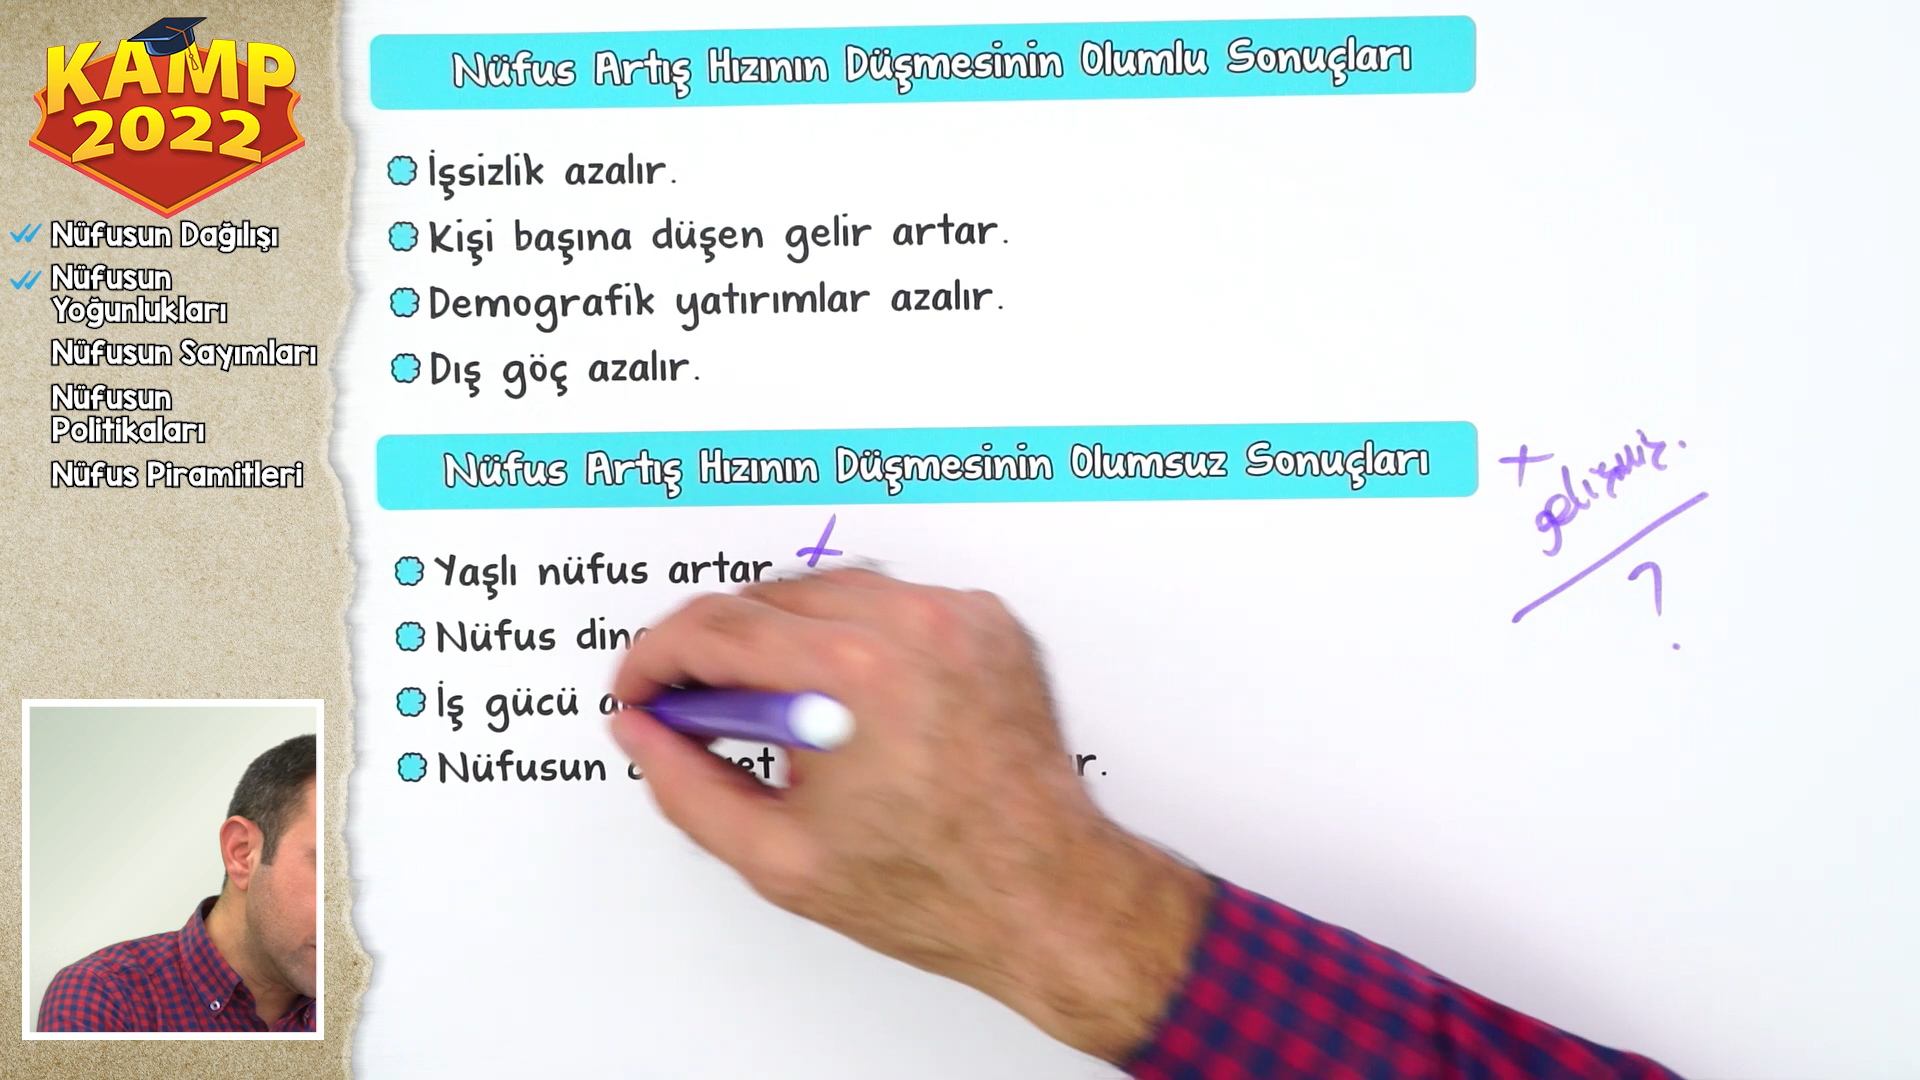 KAMP
2022
Nüfusun Dağılışı
Nüfusun
Yoğunlukları
Nüfusun Sayımları
Nüfusun
Politikaları
Nüfus Piramitleri
Nüfus Artış Hızının Düşmesinin Olumlu Sonuçları
İşsizlik azalır.
Kişi başına düşen gelir artar.
Demografik yatırımlar azalır.
Dış göç azalır.
Nüfus Artış Hızının Düşmesinin Olumsuz Sonuçları
+
?
Yaşlı nüfus artar. +
Nüfus
İş gücü
Nüfusun